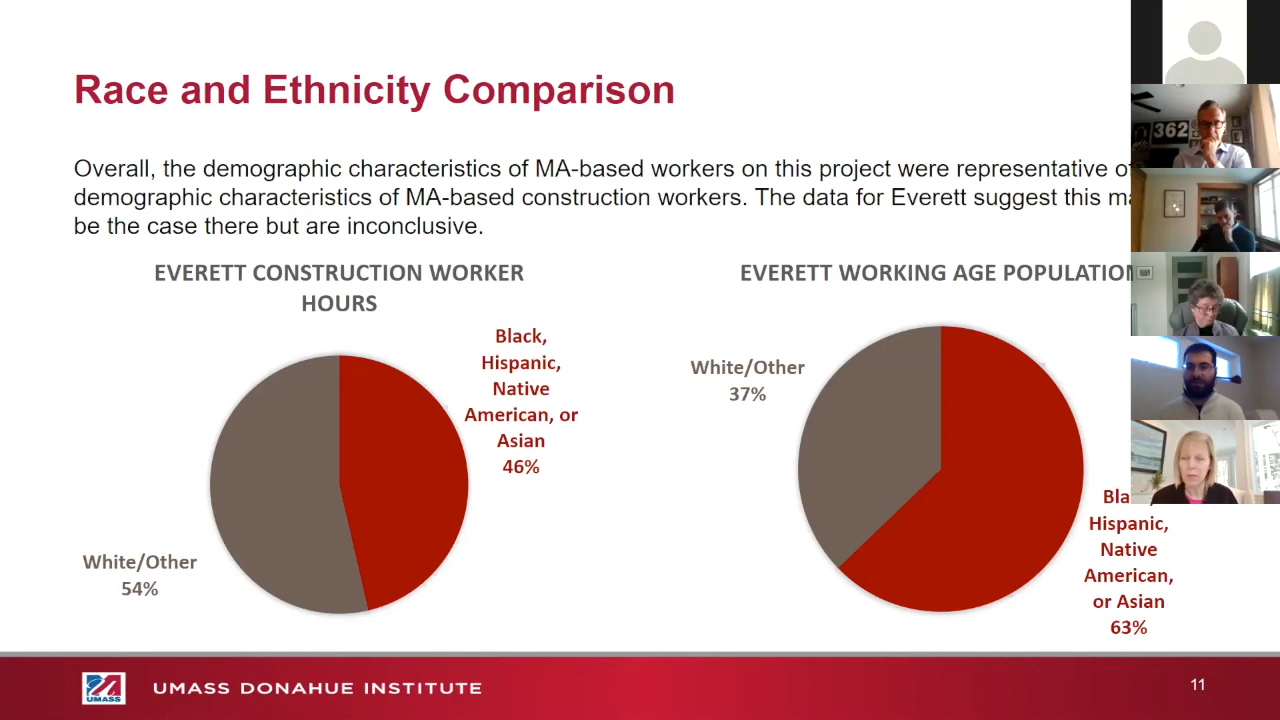 Race and Ethnicity Comparison
Overall, the demographic characteristics of MA-based workers on this project were representative
demographic characteristics of MA-based construction workers. The data for Everett suggest this
be the case there but are inconclusive.
EVERETT CONSTRUCTION WORKER
HOURS
Black,
Hispanic,
Native
American, or
Asian
46%
White/Other
54%
EVERETT WORKING AGE POPULATION
White/Other
37%
Hispanic,
Native
American,
or Asian
63%
362
UMASS
UMASS DONAHUE INSTITUTE
11